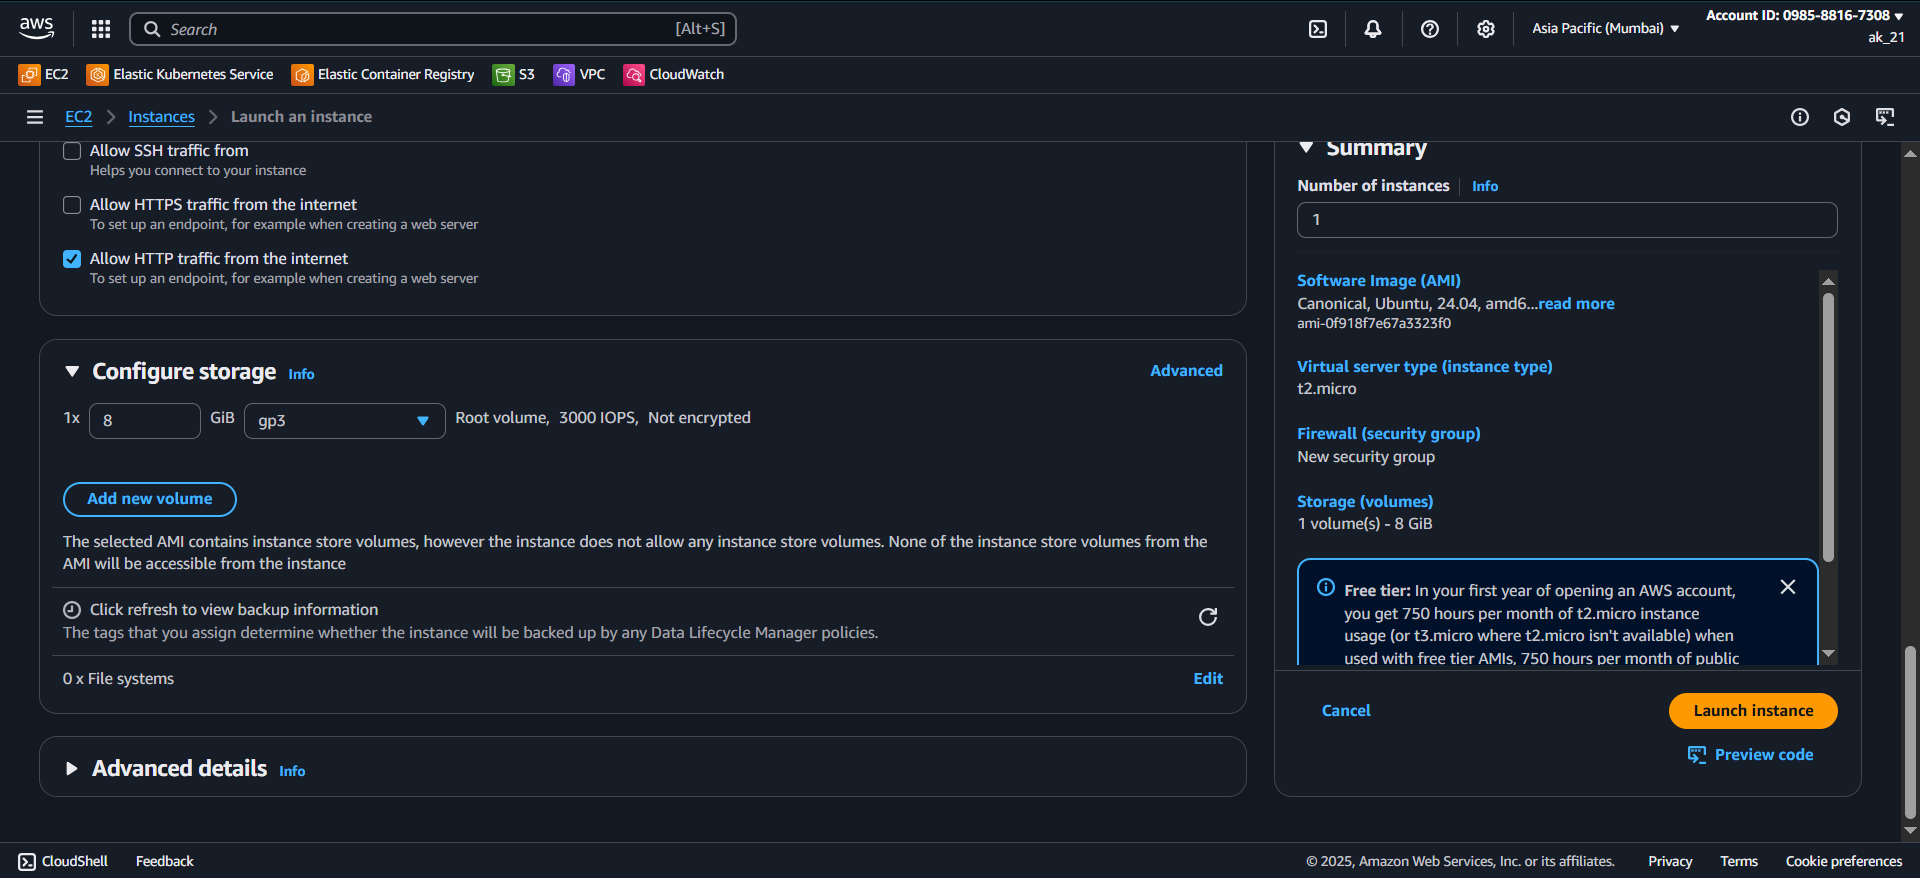 aws
Search
[Alt+S]
Asia Pacific (Mumbai)
Account ID: 0985-8816-7308
ak_21
EC2
Elastic Kubernetes Service
Elastic Container Registry
S3
VPC
CloudWatch
EC2
Instances
Launch an instance
Allow SSH traffic from
Helps you connect to your instance
Allow HTTPS traffic from the internet
To set up an endpoint, for example when creating a web server
Allow HTTP traffic from the internet
To set up an endpoint, for example when creating a web server
Configure storage Info
Advanced
1x 8 GiB gp3 Root volume, 3000 IOPS, Not encrypted
Add new volume
The selected AMI contains instance store volumes, however the instance does not allow any instance store volumes. None of the instance store volumes from the
AMI will be accessible from the instance
Click refresh to view backup information
The tags that you assign determine whether the instance will be backed up by any Data Lifecycle Manager policies.
0 x File systems
Edit
Advanced details Info
Summary
Number of instances Info
1
Software Image (AMI)
Canonical, Ubuntu, 24.04, amd6...read more
ami-0f918f7e67a3323f0
Virtual server type (instance type)
t2.micro
Firewall (security group)
New security group
Storage (volumes)
1 volume(s) - 8 GiB
Free tier: In your first year of opening an AWS account,
you get 750 hours per month of t2.micro instance
usage (or t3.micro where t2.micro isn't available) when
used with free tier AMIs, 750 hours per month of public
Cancel
Launch instance
Preview code
CloudShell
Feedback
© 2025, Amazon Web Services, Inc. or its affiliates.
Privacy
Terms
Cookie preferences